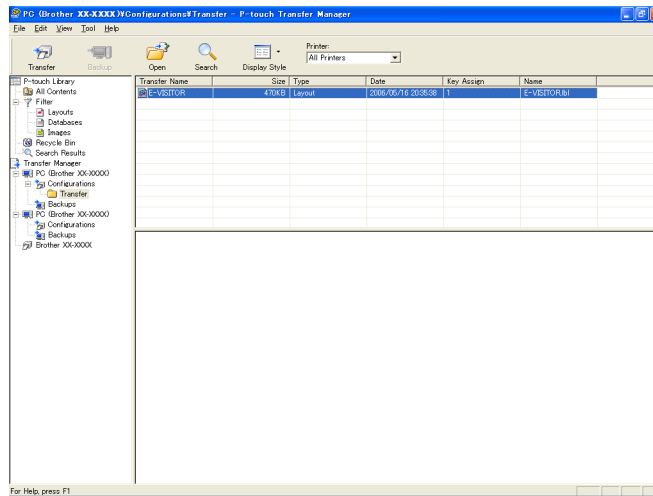 PC (Brother XX-XXXX)¥Configurations¥Transfer - P-touch Transfer Manager
File Edit View Tool Help
Transfer Backup Open Search Display Style Printer: All Printers
P-touch Library
All Contents
Filter
Layouts
Databases
Images
Recycle Bin
Search Results
Transfer Manager
PC (Brother XX-XXXX)
Configurations
Transfer
Backups
PC (Brother XX-XXXX)
Configurations
Backups
Brother XX-XXXX
Transfer Name Size Type Date Key Assign Name
E-VISITOR 470KB Layout 2006/05/16 20:35:38 1 E-VISITOR.lbl
For Help, press F1